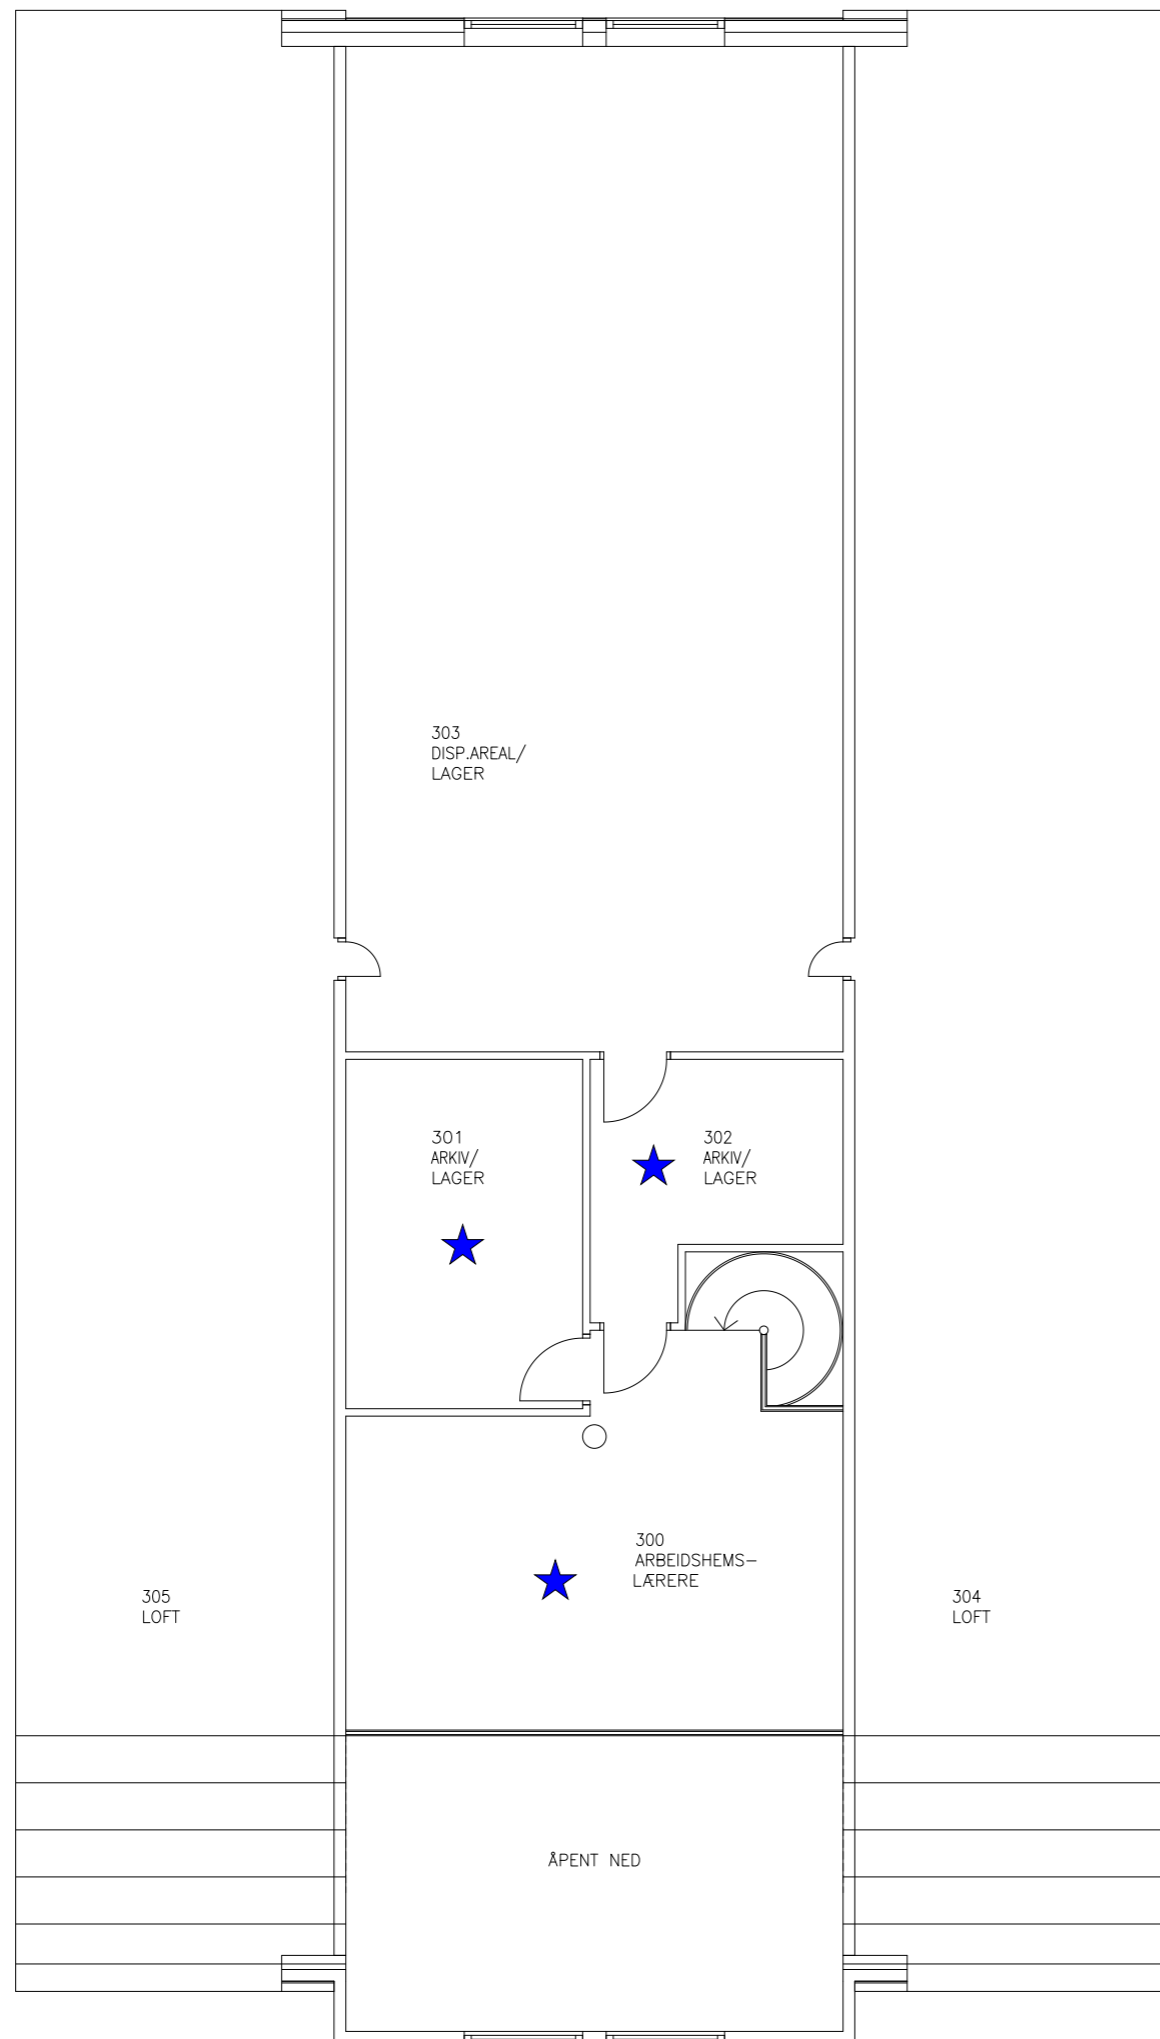 303
DISP.AREAL/
LAGER
301
ARKIV/
LAGER
302
ARKIV/
LAGER
300
ARBEIDSHEMS–
LÆRERE
305
LOFT
304
LOFT
ÅPENT NED